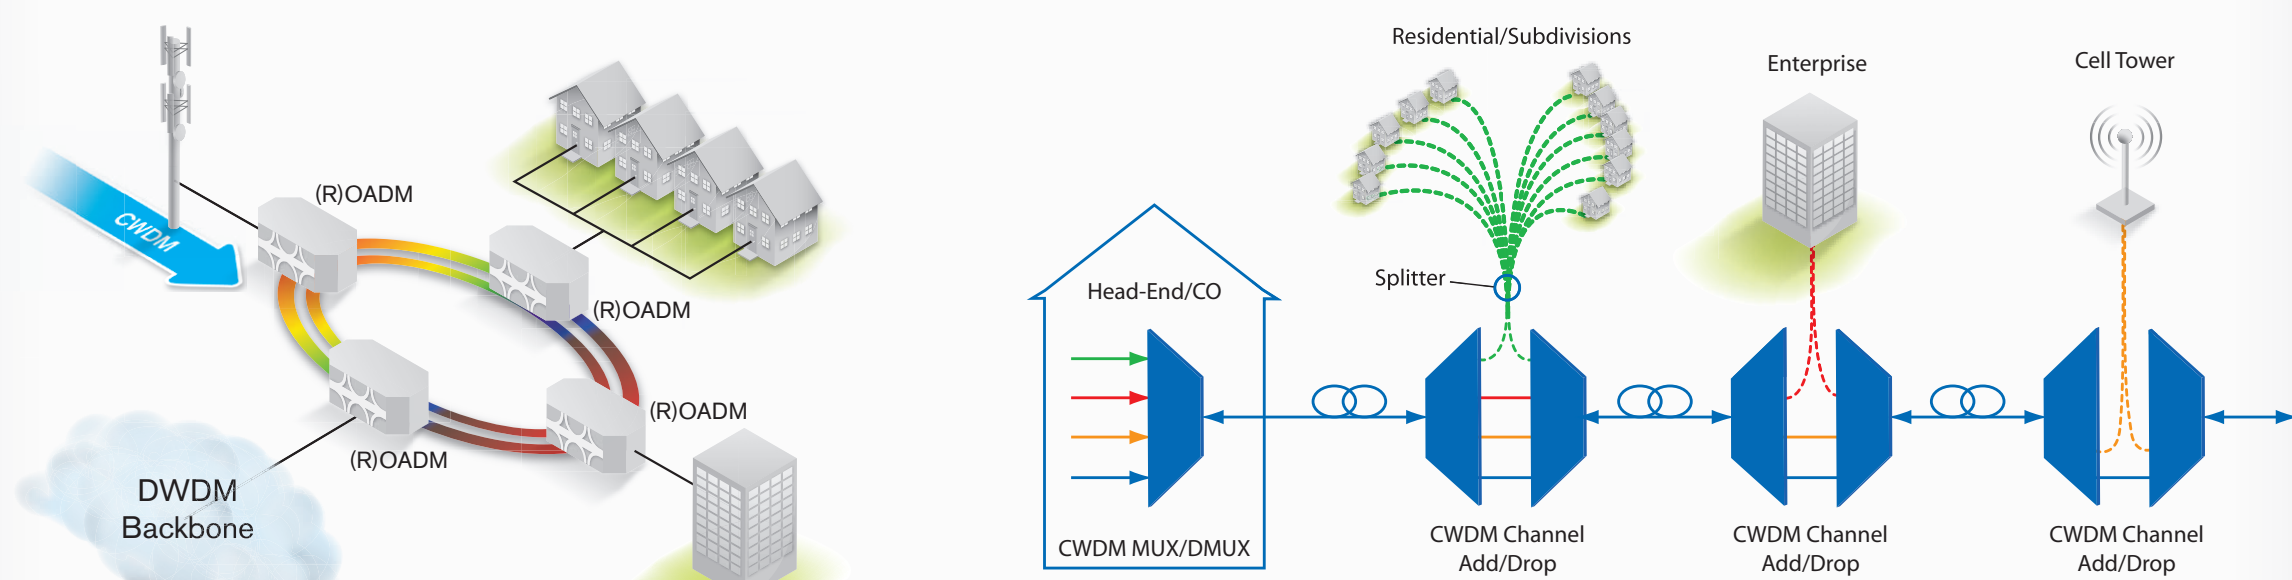 (R)OADM
CWDM
(R)OADM
(R)OADM
(R)OADM
DWDM
Backbone
Residential/Subdivisions
Enterprise
Cell Tower
Splitter
Head-End/CO
CWDM MUX/DMUX
CWDM Channel
Add/Drop
CWDM Channel
Add/Drop
CWDM Channel
Add/Drop